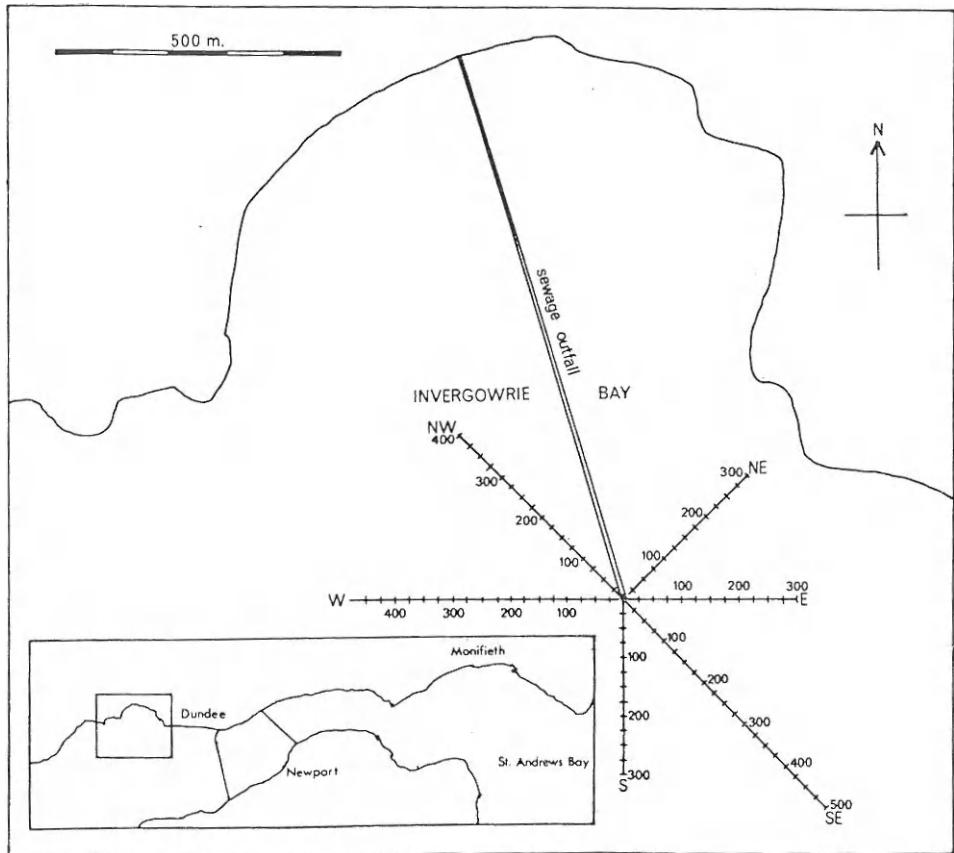 500 m.
N
sewage outfall
INVERGOWRIE BAY
NW
400
300
200
100
NE
300
200
100
W
400 300 200 100
100 200 300
E
100
200
300
S
100
200
300
400
500
SE
Monifieth
Dundee
Newport
St. Andrews Bay